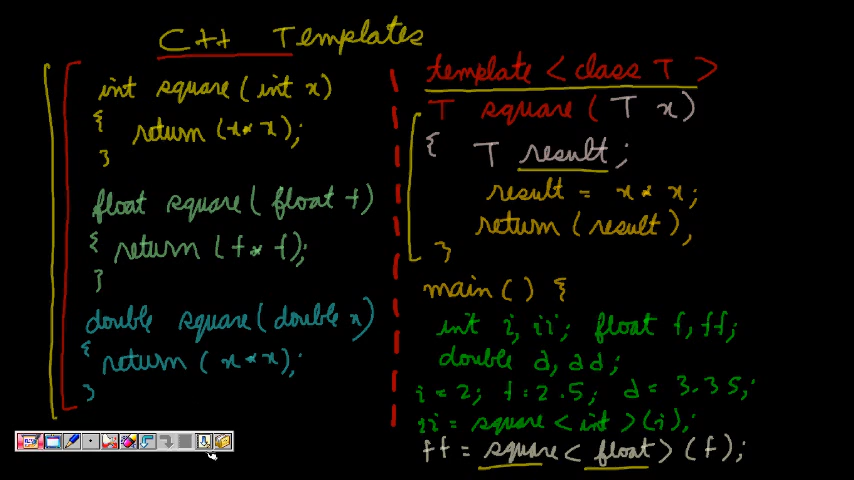 C++ Templates
int square(int x)
{ return (x*x);
}
float square(float f)
{ return (f*f);
}
double square(double x)
{ return (x*x);
}
template <class T>
T square(T x)
{ T result;
result = x*x;
return(result);
}
main() {
int i, ii; float f, ff;
double d, dd;
i=2; f=2.5; d=3.35;
ii = square<int>(i);
ff = square<float>(f);